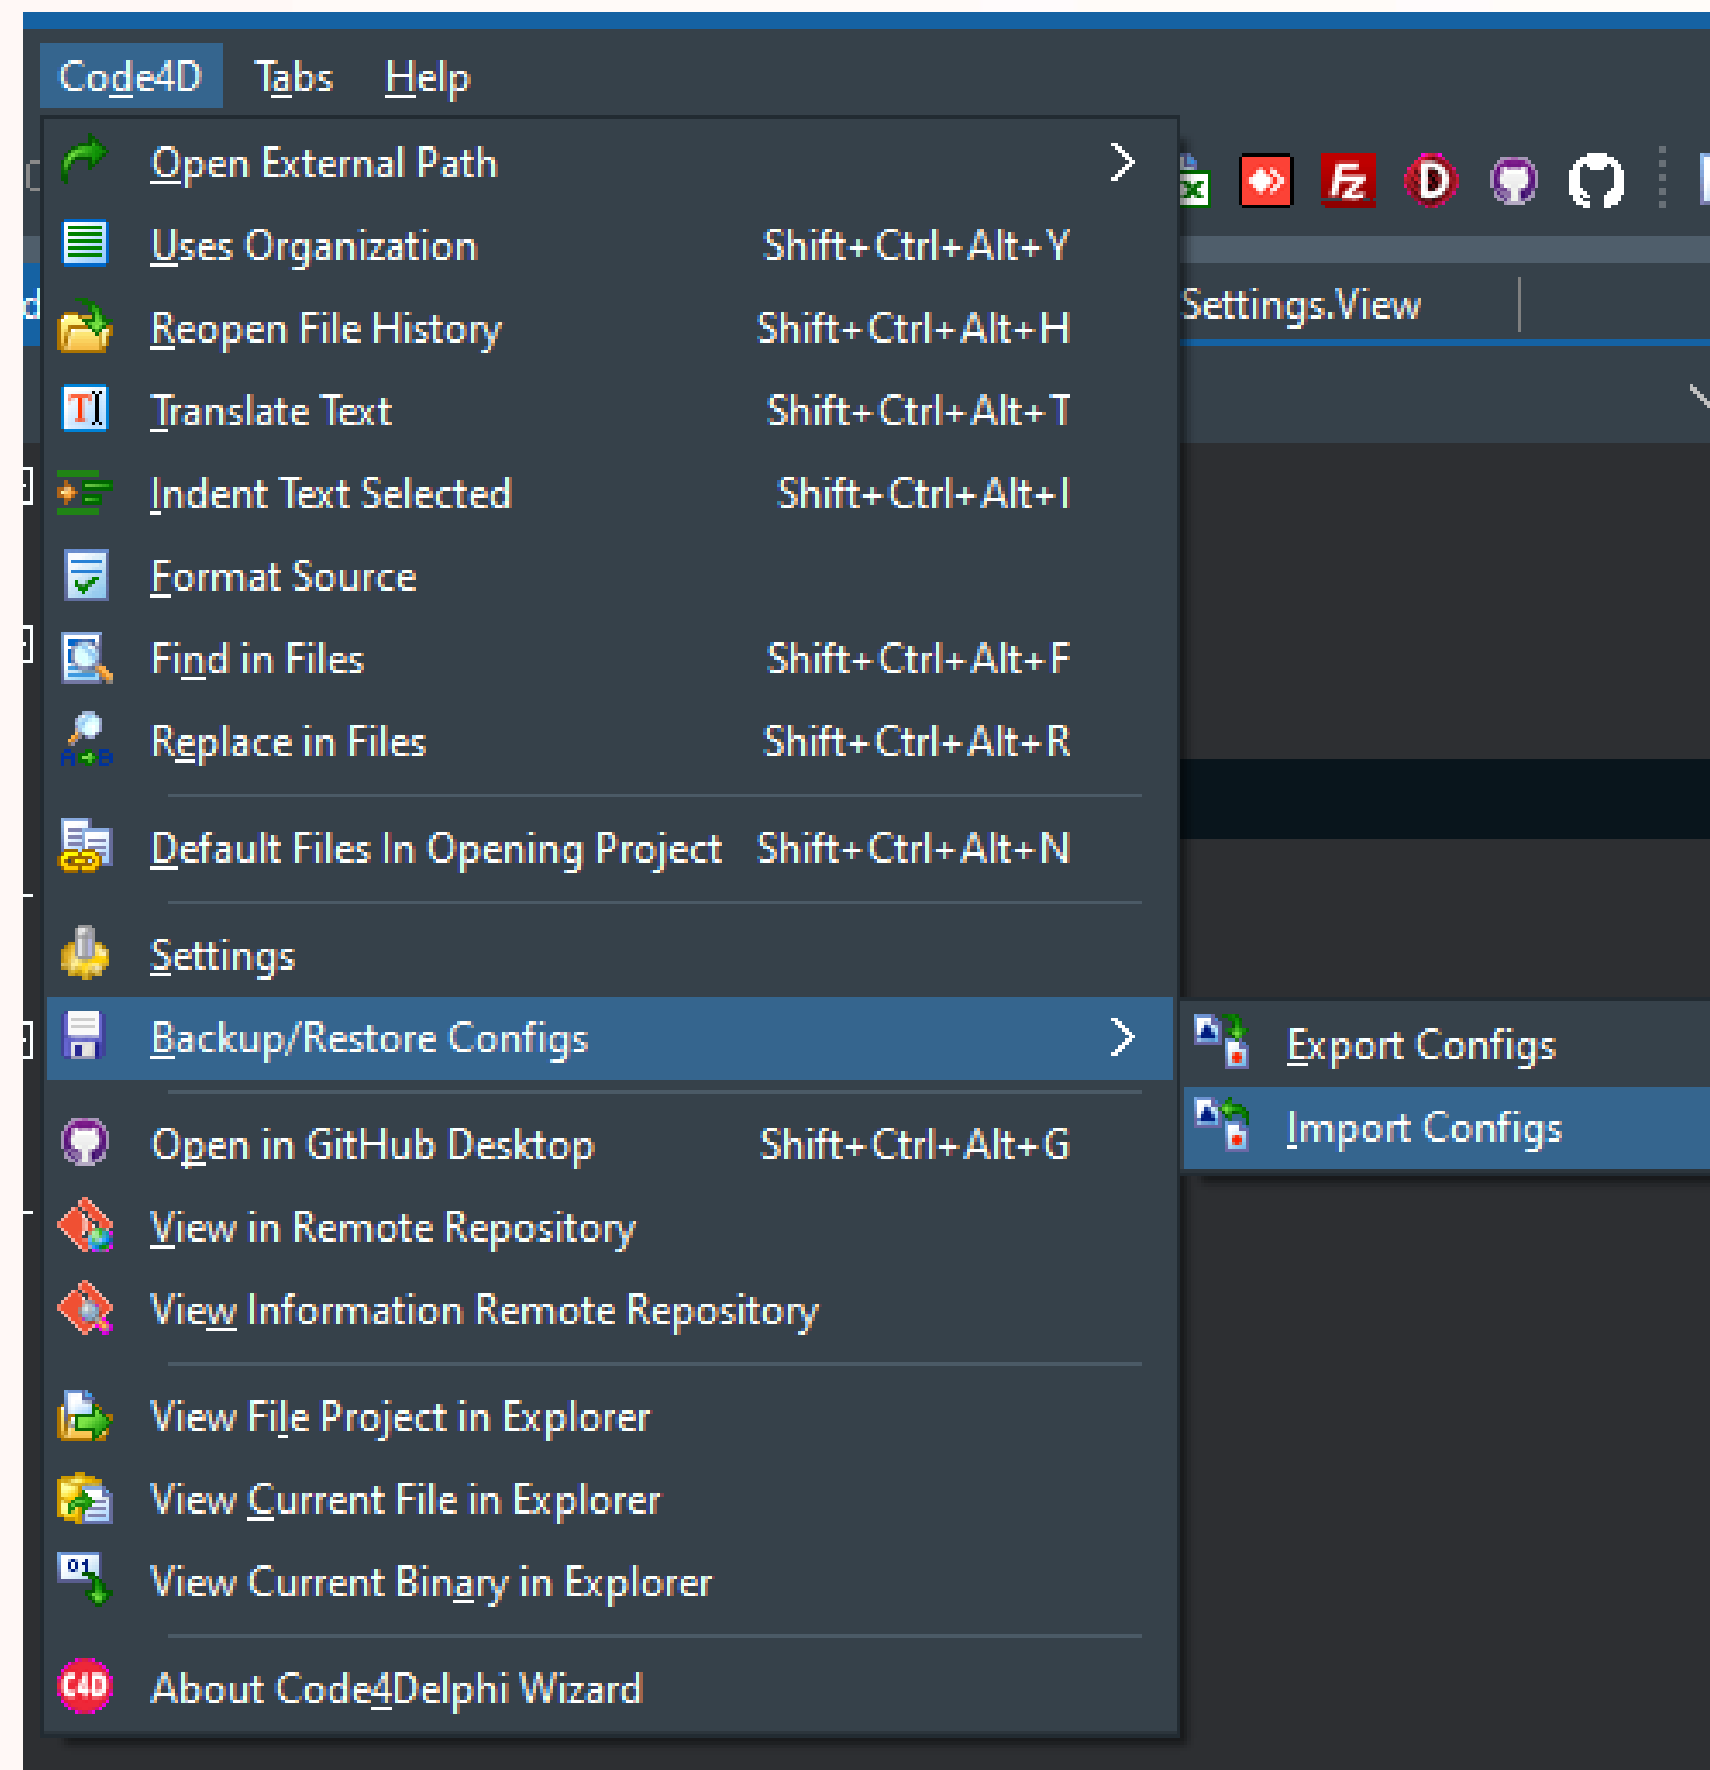 Code4D Tabs Help
Open External Path
Uses Organization Shift+Ctrl+Alt+Y
Settings.View
Reopen File History Shift+Ctrl+Alt+H
Translate Text Shift+Ctrl+Alt+T
Indent Text Selected Shift+Ctrl+Alt+I
Format Source
Find in Files Shift+Ctrl+Alt+F
Replace in Files Shift+Ctrl+Alt+R
Default Files In Opening Project Shift+Ctrl+Alt+N
Settings
Backup/Restore Configs
Export Configs
Import Configs
Open in GitHub Desktop Shift+Ctrl+Alt+G
View in Remote Repository
View Information Remote Repository
View File Project in Explorer
View Current File in Explorer
View Current Binary in Explorer
C4D About Code4Delphi Wizard